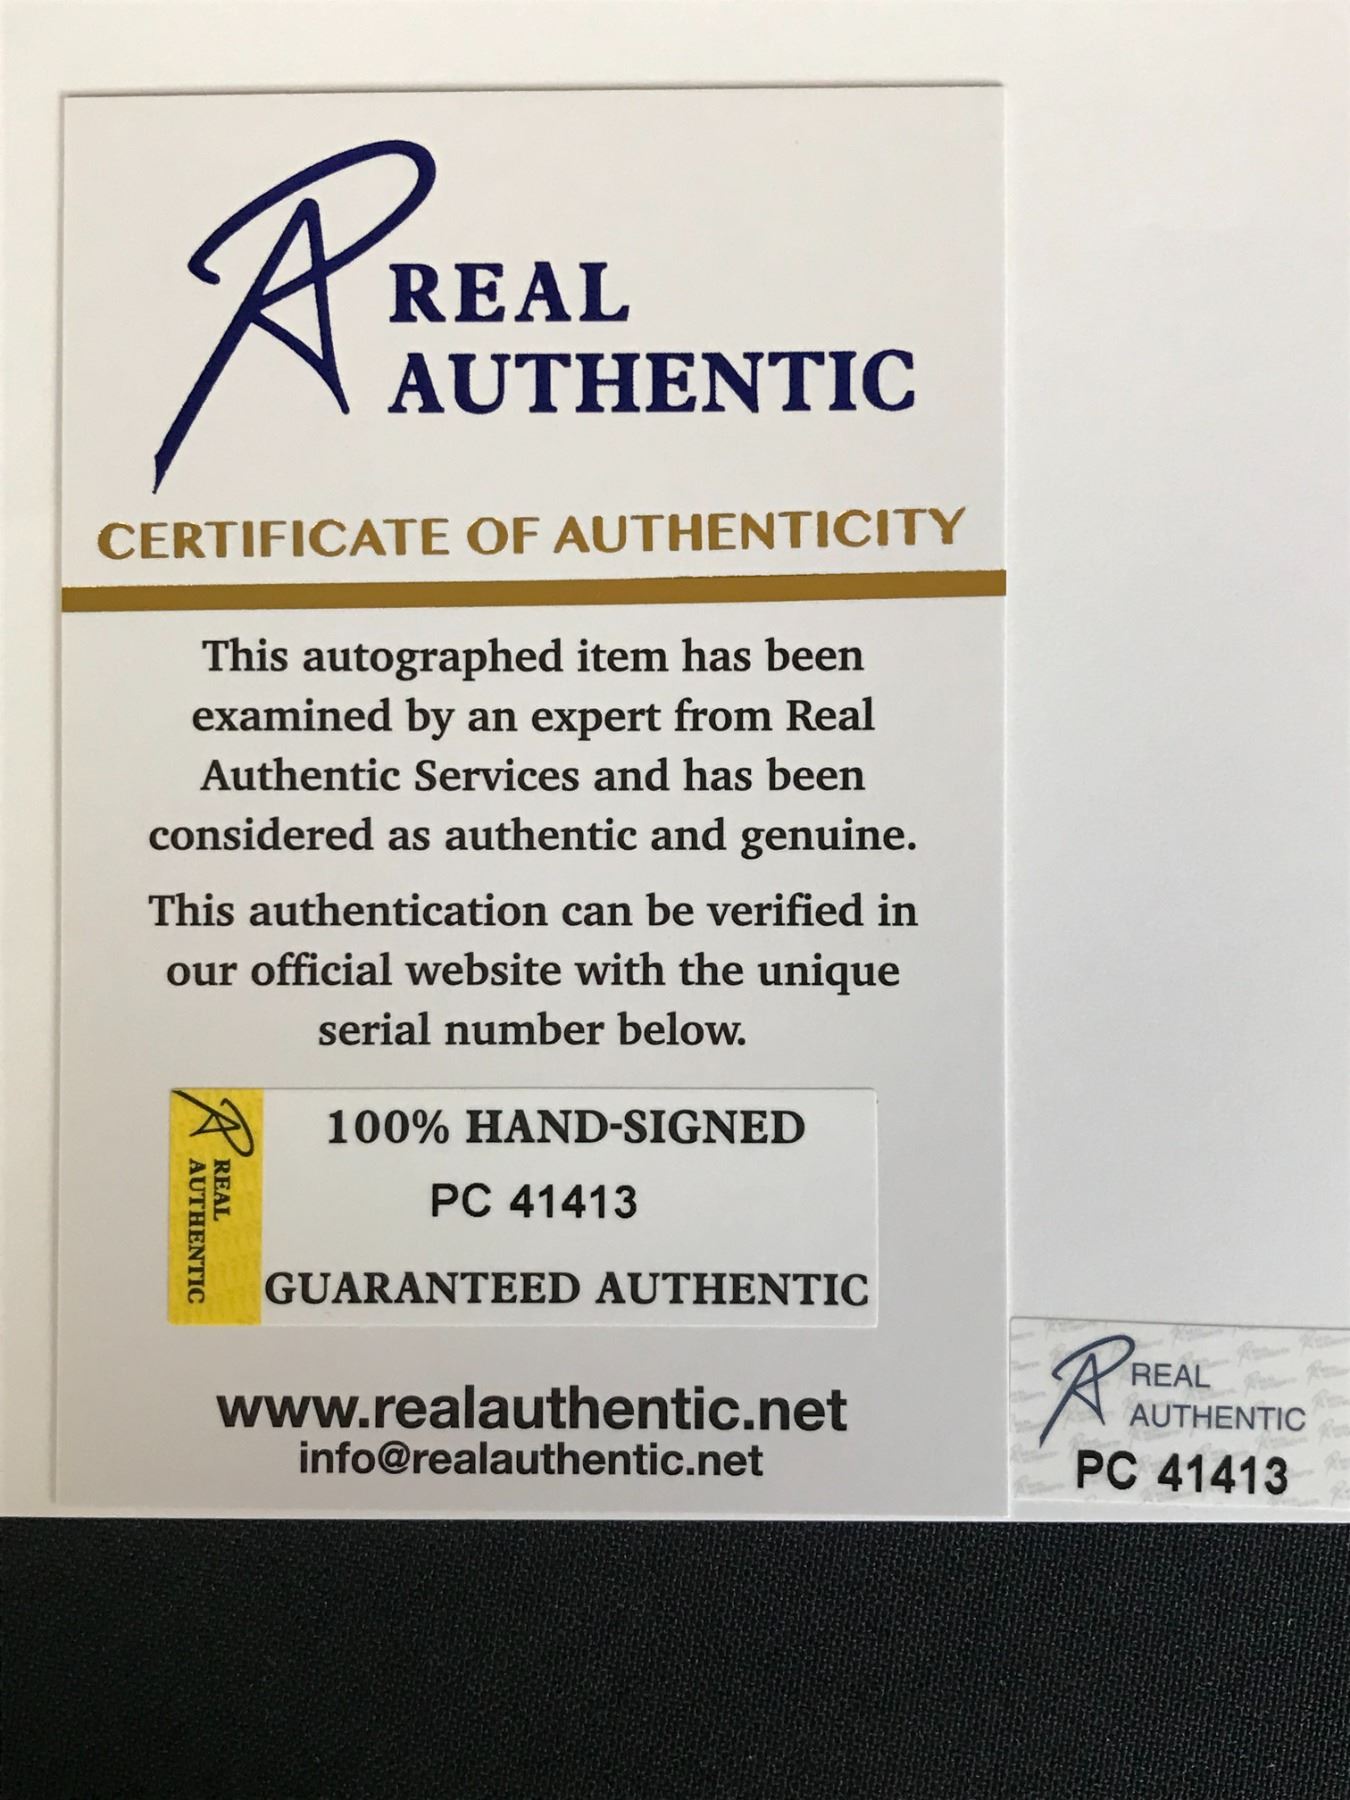 REAL
AUTHENTIC
CERTIFICATE OF AUTHENTICITY
This autographed item has been
examined by an expert from Real
Authentic Services and has been
considered as authentic and genuine.
This authentication can be verified in
our official website with the unique
serial number below.
REAL
AUTHENTIC
100% HAND-SIGNED
PC 41413
GUARANTEED AUTHENTIC
www.realauthentic.net
info@realauthentic.net
REAL
AUTHENTIC
PC 41413